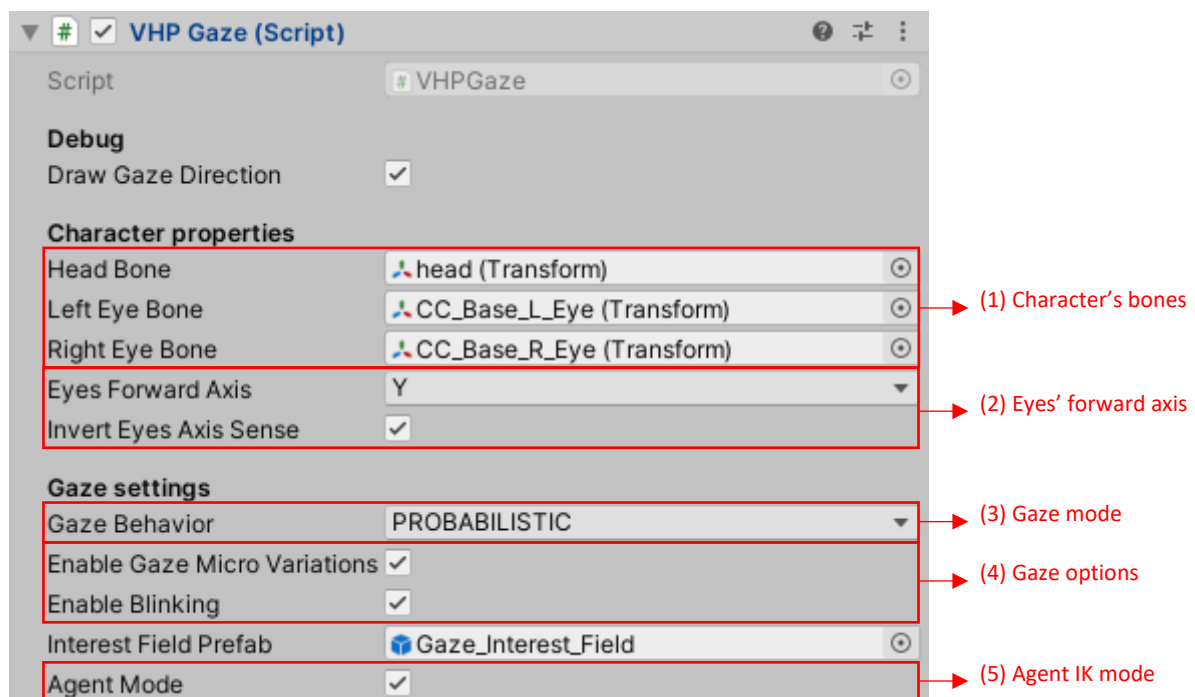 # VHP Gaze (Script)
Script # VHPGaze
Debug
Draw Gaze Direction
Character properties
Head Bone head (Transform)
Left Eye Bone CC_Base_L_Eye (Transform) (1) Character’s bones
Right Eye Bone CC_Base_R_Eye (Transform)
Eyes Forward Axis Y
(2) Eyes’ forward axis
Invert Eyes Axis Sense
Gaze settings
Gaze Behavior PROBABILISTIC (3) Gaze mode
Enable Gaze Micro Variations
(4) Gaze options
Enable Blinking
Interest Field Prefab Gaze_Interest_Field
Agent Mode (5) Agent IK mode